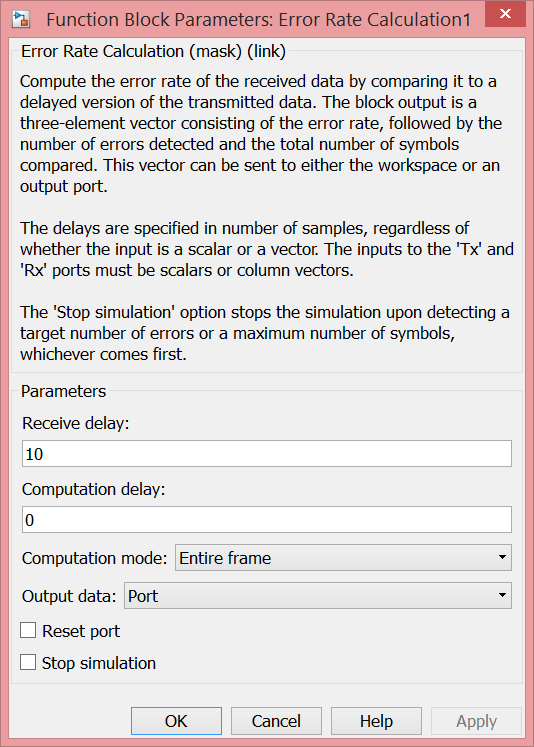 Function Block Parameters: Error Rate Calculation1
Error Rate Calculation (mask) (link)
Compute the error rate of the received data by comparing it to a
delayed version of the transmitted data. The block output is a
three-element vector consisting of the error rate, followed by the
number of errors detected and the total number of symbols
compared. This vector can be sent to either the workspace or an
output port.
The delays are specified in number of samples, regardless of
whether the input is a scalar or a vector. The inputs to the 'Tx' and
'Rx' ports must be scalars or column vectors.
The 'Stop simulation' option stops the simulation upon detecting a
target number of errors or a maximum number of symbols,
whichever comes first.
Parameters
Receive delay:
10
Computation delay:
0
Computation mode: Entire frame
Output data: Port
Reset port
Stop simulation
OK Cancel Help Apply